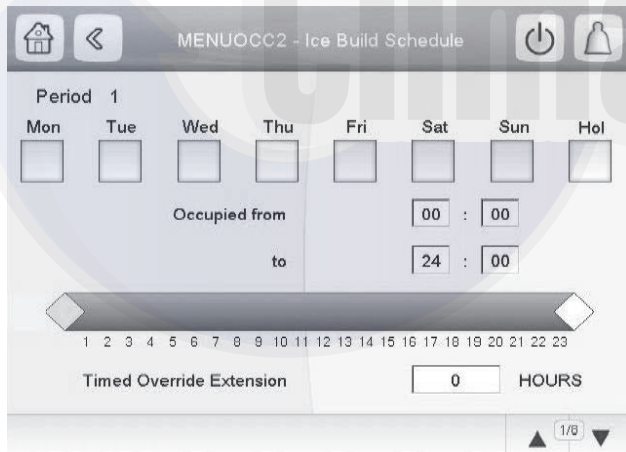 MENUOCC2 - Ice Build Schedule
Period 1
Mon Tue Wed Thu Fri Sat Sun Hol
Occupied from 00 : 00
to 24 : 00
1 2 3 4 5 6 7 8 9 10 11 12 13 14 15 16 17 18 19 20 21 22 23
Timed Override Extension 0 HOURS
1/8